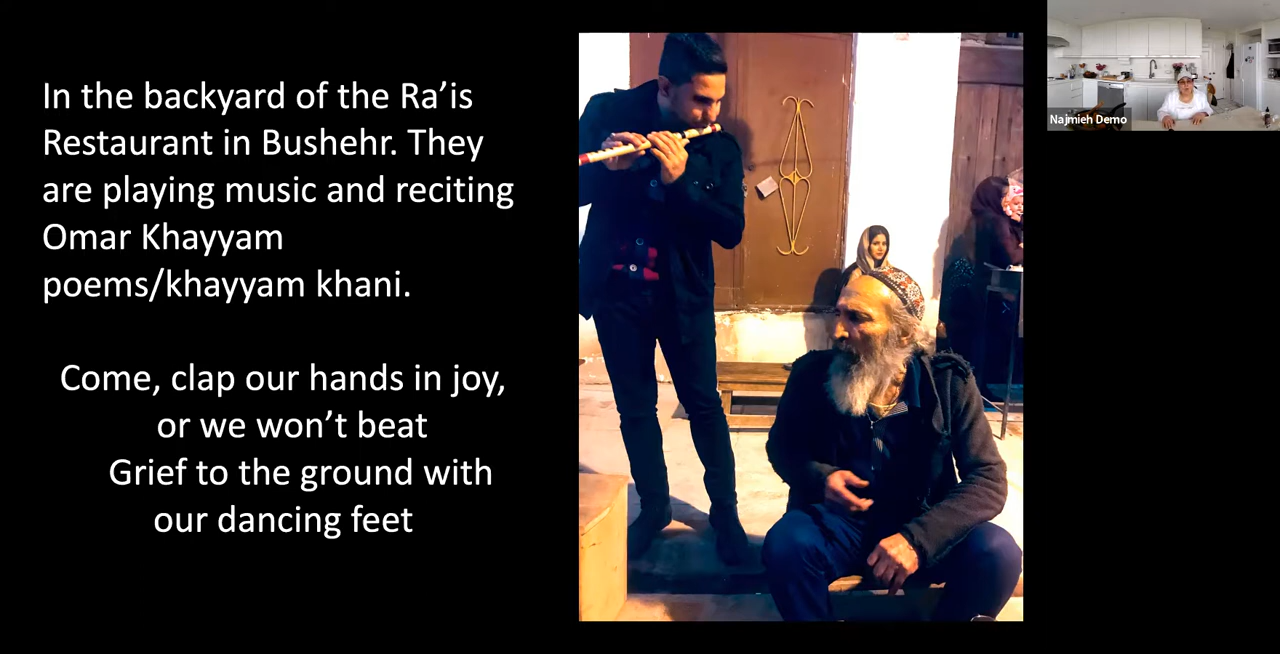 In the backyard of the Ra’is
Restaurant in Bushehr. They
are playing music and reciting
Omar Khayyam
poems/khayyam khani.
Come, clap our hands in joy,
or we won’t beat
Grief to the ground with
our dancing feet
Najmieh Demo